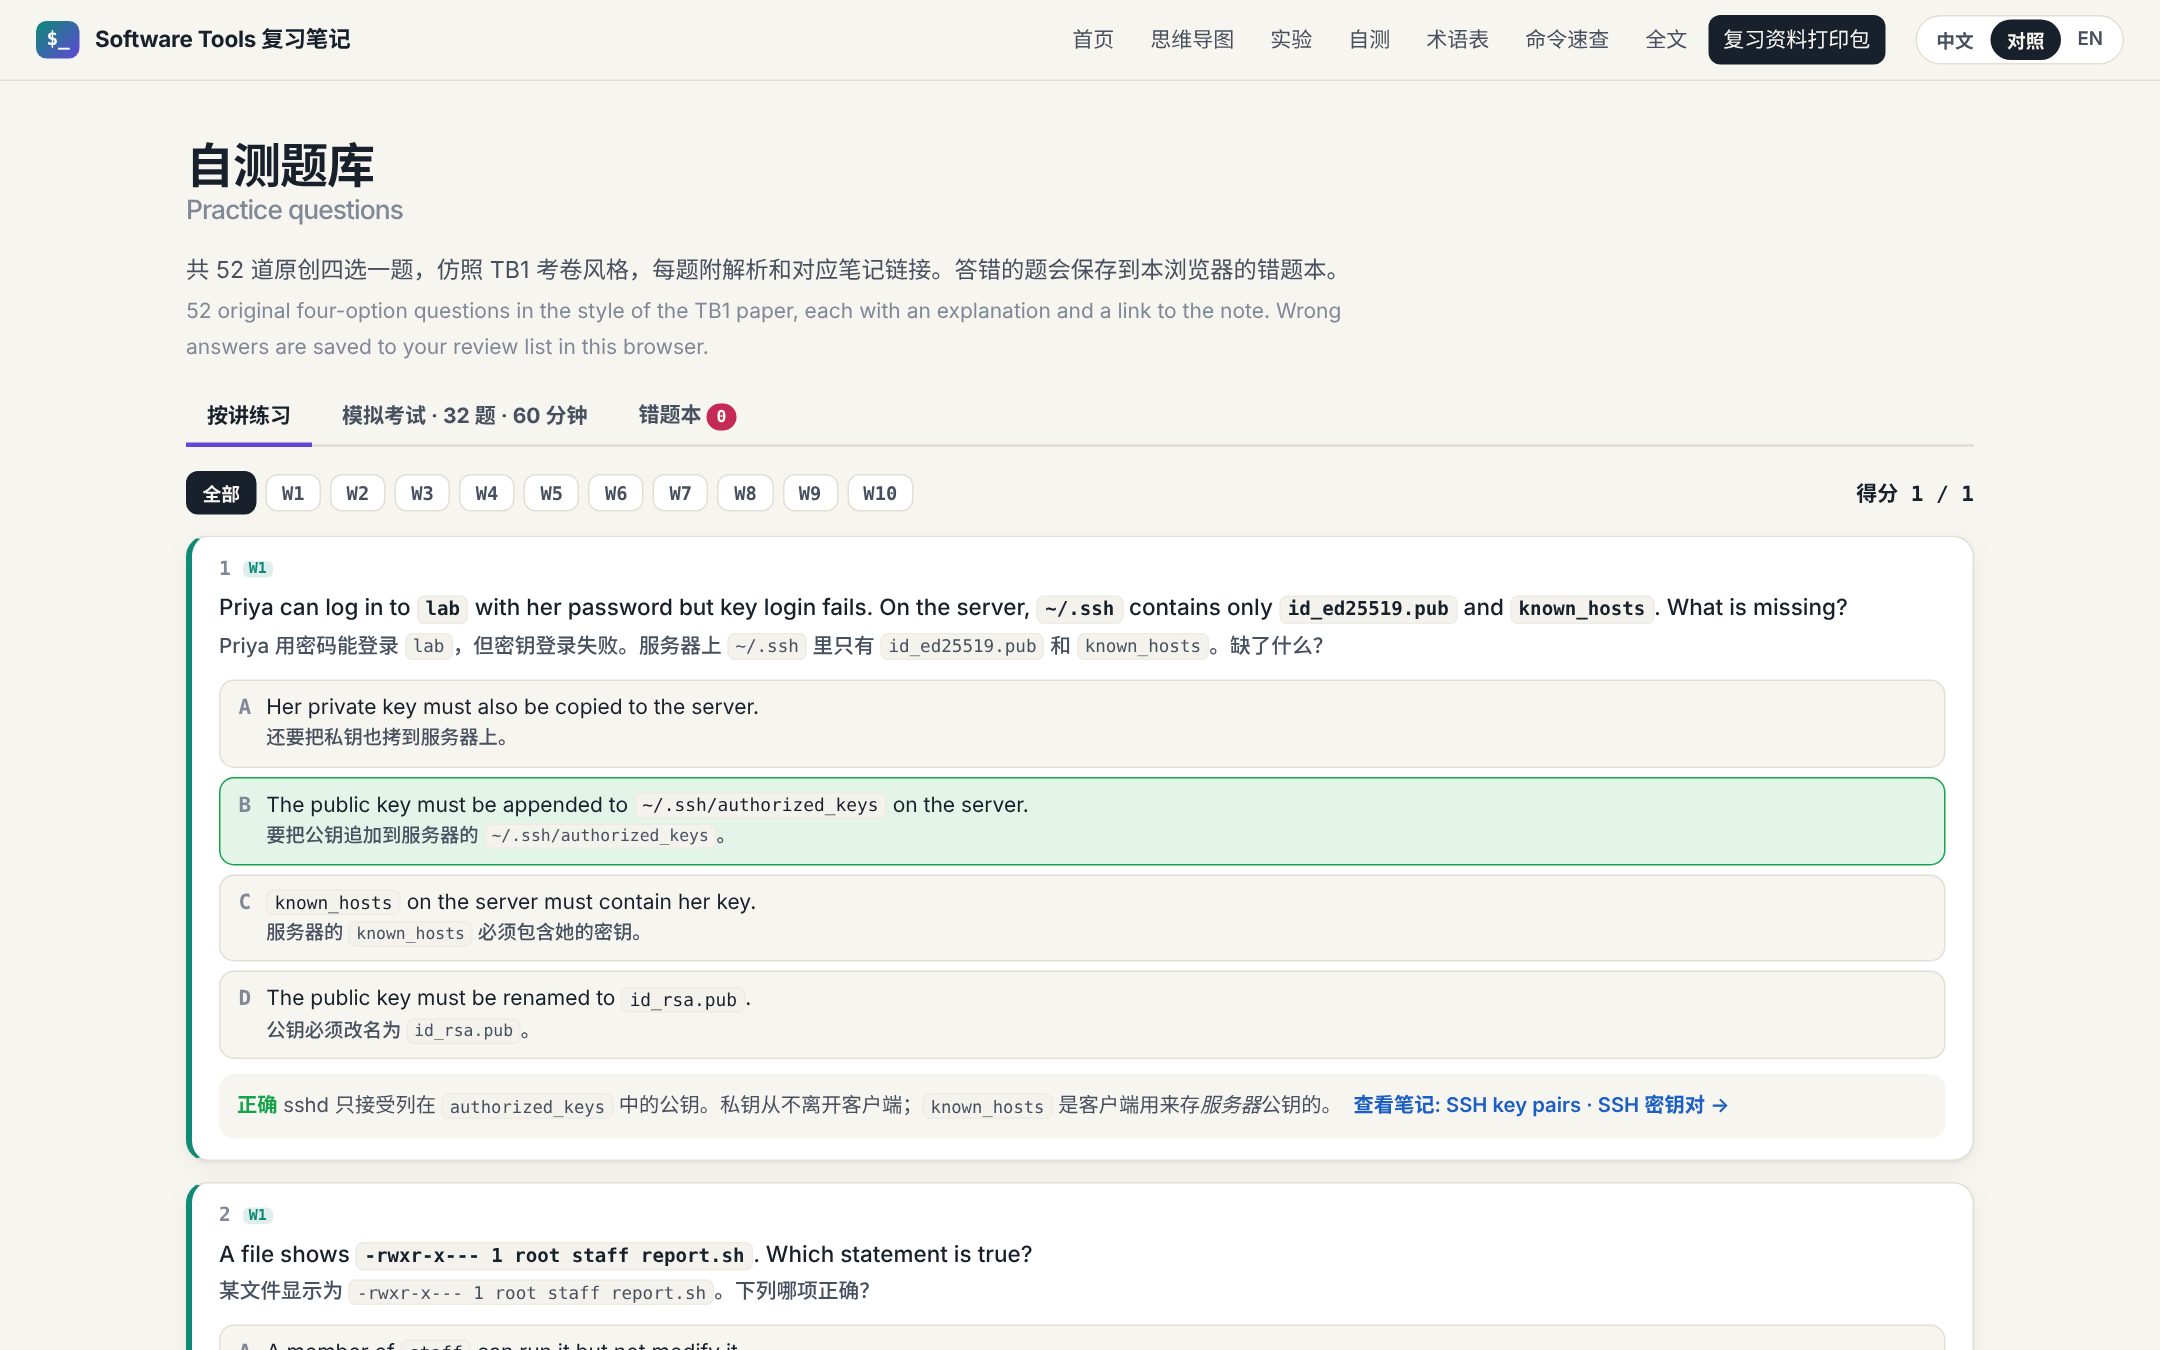 $_ Software Tools 复习笔记
首页 思维导图 实验 自测 术语表 命令速查 全文 复习资料打印包 中文 对照 EN
自测题库
Practice questions
共 52 道原创四选一题，仿照 TB1 考卷风格，每题附解析和对应笔记链接。答错的题会保存到本浏览器的错题本。
52 original four-option questions in the style of the TB1 paper, each with an explanation and a link to the note. Wrong
answers are saved to your review list in this browser.
按讲练习 模拟考试 · 32 题 · 60 分钟 错题本 0
全部 W1 W2 W3 W4 W5 W6 W7 W8 W9 W10 得分 1 / 1
1 W1
Priya can log in to lab with her password but key login fails. On the server, ~/.ssh contains only id_ed25519.pub and known_hosts. What is missing?
Priya 用密码能登录 lab，但密钥登录失败。服务器上 ~/.ssh 里只有 id_ed25519.pub 和 known_hosts。缺了什么？
A Her private key must also be copied to the server.
还要把私钥也拷到服务器上。
B The public key must be appended to ~/.ssh/authorized_keys on the server.
要把公钥追加到服务器的 ~/.ssh/authorized_keys。
C known_hosts on the server must contain her key.
服务器的 known_hosts 必须包含她的密钥。
D The public key must be renamed to id_rsa.pub.
公钥必须改名为 id_rsa.pub。
正确 sshd 只接受列在 authorized_keys 中的公钥。私钥从不离开客户端；known_hosts 是客户端用来存服务器公钥的。 查看笔记: SSH key pairs · SSH 密钥对 →
2 W1
A file shows -rwxr-x--- 1 root staff report.sh. Which statement is true?
某文件显示为 -rwxr-x--- 1 root staff report.sh。下列哪项正确？
A A member of staff can run it but not modify it.